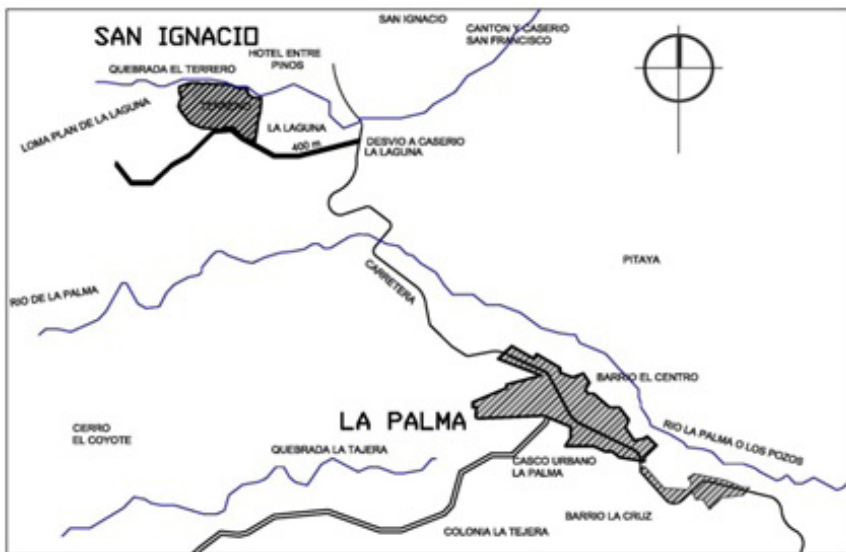 SAN IGNACIO
CANTON Y CASERIO
SAN FRANCISCO
SAN IGNACIO
HOTEL ENTRE
PINOS
QUEBRADA EL TERRERO
TERRENO
LOMA PLAN DE LA LAGUNA
LA LAGUNA
400 m.
DESVIO A CASERIO
LA LAGUNA
PITAYA
RIO DE LA PALMA
CARRETERA
BARRIO EL CENTRO
LA PALMA
CERRO
EL COYOTE
QUEBRADA LA TAJERA
RIO LA PALMA O LOS POZOS
CASCO URBANO
LA PALMA
BARRIO LA CRUZ
COLONIA LA TEJERA